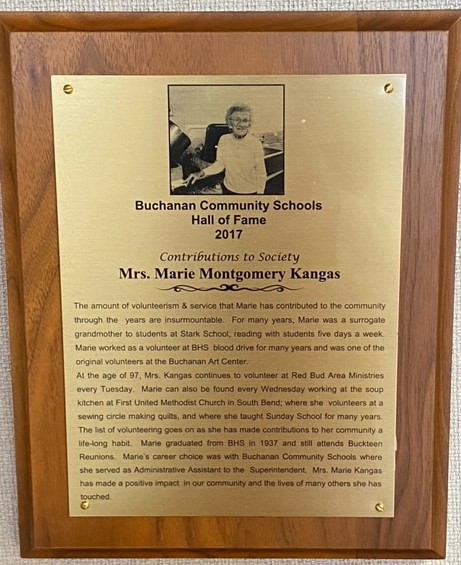 Buchanan Community Schools
Hall of Fame
2017
Contributions to Society
Mrs. Marie Montgomery Kangas
The amount of volunteerism & service that Marie has contributed to the community
through the years are insurmountable. For many years, Marie was a surrogate
grandmother to students at Stark School, reading with students five days a week.
Marie worked as a volunteer at BHS blood drive for many years and was one of the
original volunteers at the Buchanan Art Center.
At the age of 97, Mrs. Kangas continues to volunteer at Red Bud Area Ministries
every Tuesday. Marie can also be found every Wednesday working at the soup
kitchen at First United Methodist Church in South Bend; where she volunteers at a
sewing circle making quilts, and where she taught Sunday School for many years.
The list of volunteering goes on as she has made contributions to her community a
life-long habit. Marie graduated from BHS in 1937 and still attends Buckteen
Reunions. Marie's career choice was with Buchanan Community Schools where
she served as Administrative Assistant to the Superintendent. Mrs. Marie Kangas
has made a positive impact in our community and the lives of many others she has
touched.